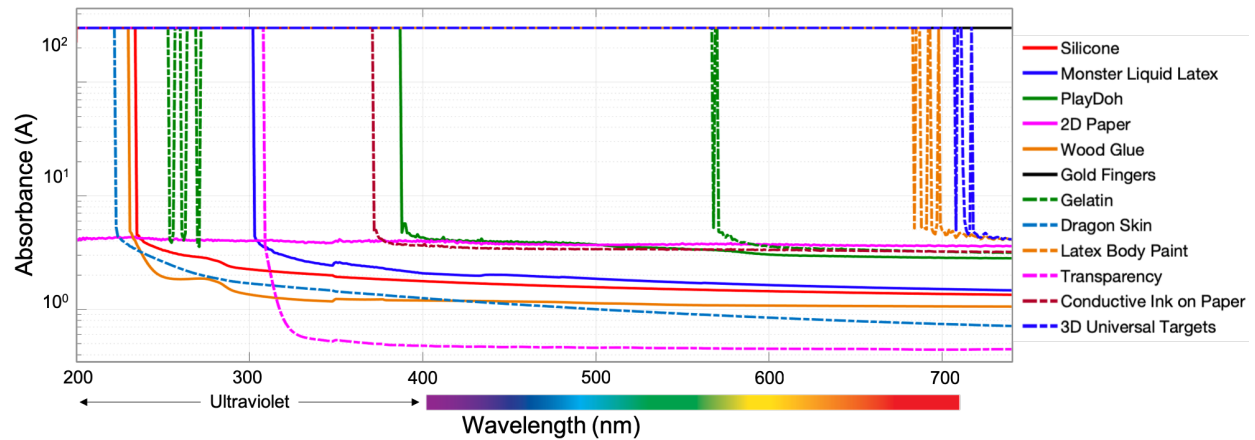 Absorbance (A)
10²
10¹
10⁰
200 300 400 500 600 700
Ultraviolet
Wavelength (nm)
Silicone
Monster Liquid Latex
PlayDoh
2D Paper
Wood Glue
Gold Fingers
Gelatin
Dragon Skin
Latex Body Paint
Transparency
Conductive Ink on Paper
3D Universal Targets